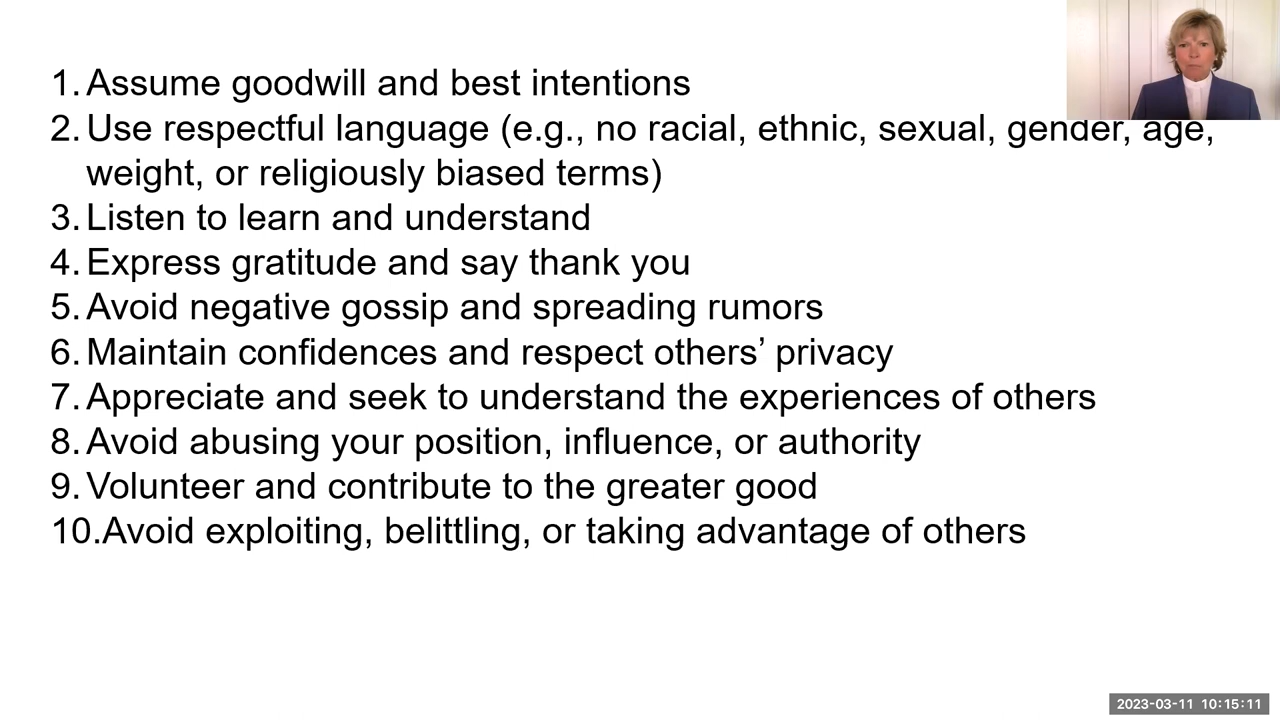 1. Assume goodwill and best intentions
2. Use respectful language (e.g., no racial, ethnic, sexual, gender, age,
weight, or religiously biased terms)
3. Listen to learn and understand
4. Express gratitude and say thank you
5. Avoid negative gossip and spreading rumors
6. Maintain confidences and respect others’ privacy
7. Appreciate and seek to understand the experiences of others
8. Avoid abusing your position, influence, or authority
9. Volunteer and contribute to the greater good
10.Avoid exploiting, belittling, or taking advantage of others
2023-03-11 10:15:11